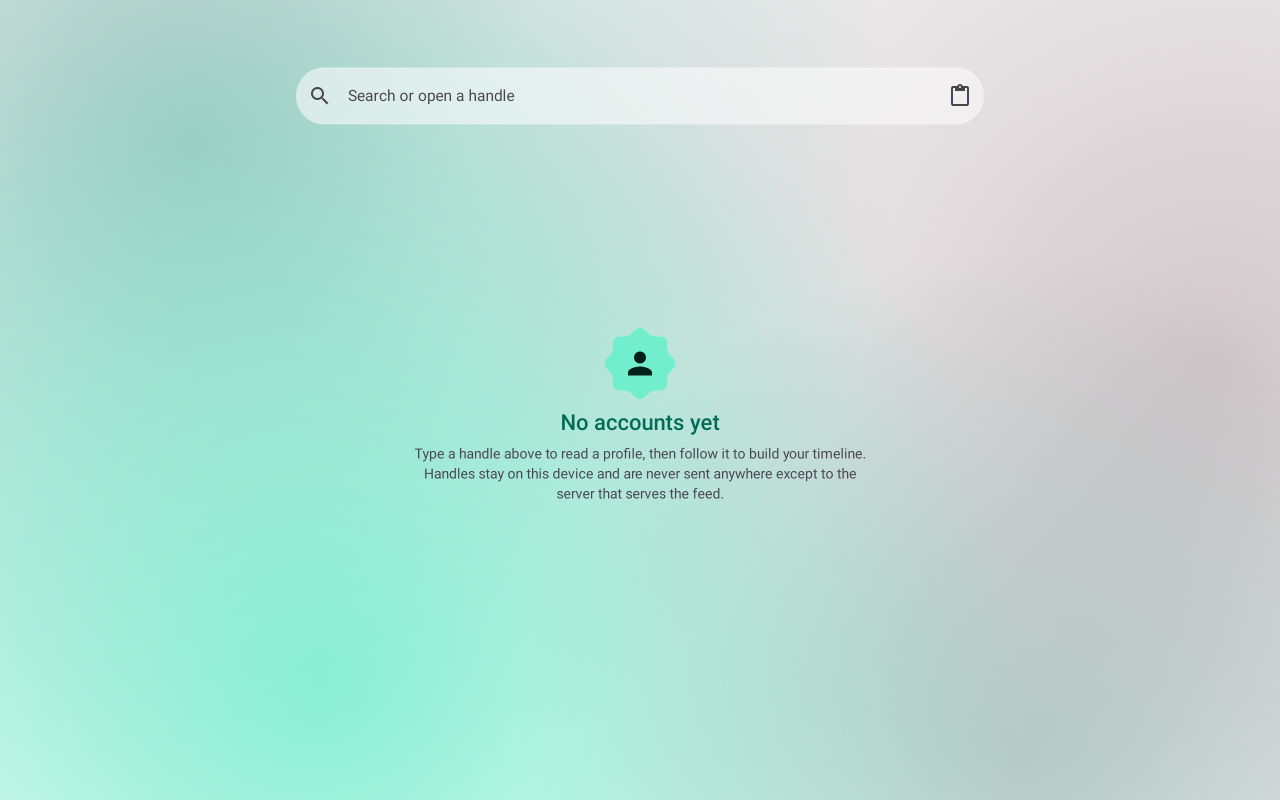 Search or open a handle
No accounts yet
Type a handle above to read a profile, then follow it to build your timeline.
Handles stay on this device and are never sent anywhere except to the
server that serves the feed.